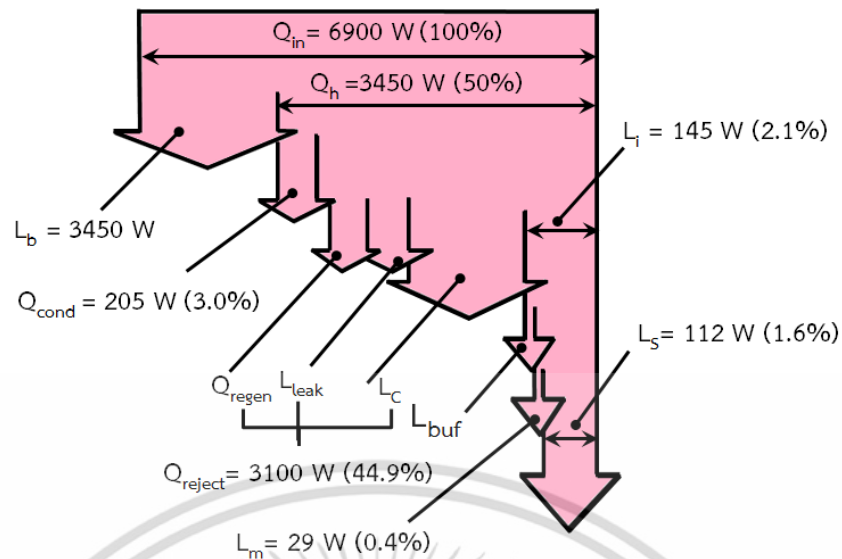 Q_in= 6900 W (100%)
Q_h =3450 W (50%)
L_i = 145 W (2.1%)
L_b = 3450 W
Q_cond = 205 W (3.0%)
L_S= 112 W (1.6%)
Q_regen L_leak L_C L_buf
Q_reject= 3100 W (44.9%)
L_m= 29 W (0.4%)